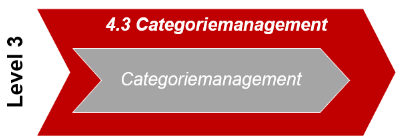 Level 3
4.3 Categoriemanagement
Categoriemanagement